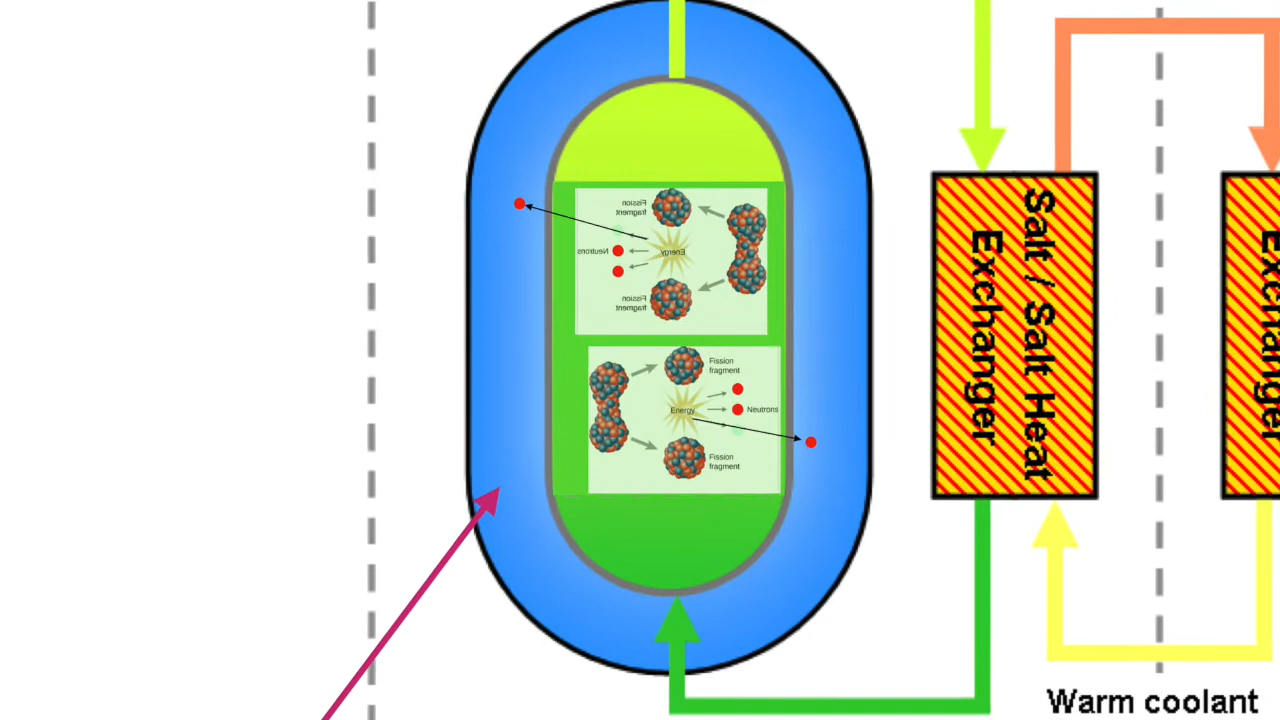 Fission
fragment
Energy
Neutrons
Fission
fragment
Fission
fragment
Energy
Neutrons
Fission
fragment
Salt / Salt Heat
Exchanger
Exchanger
Warm coolant